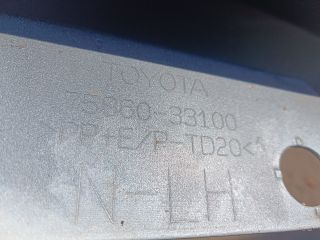 TOYOTA
75360-33100
>PP+E/P-TD20<
N-LH